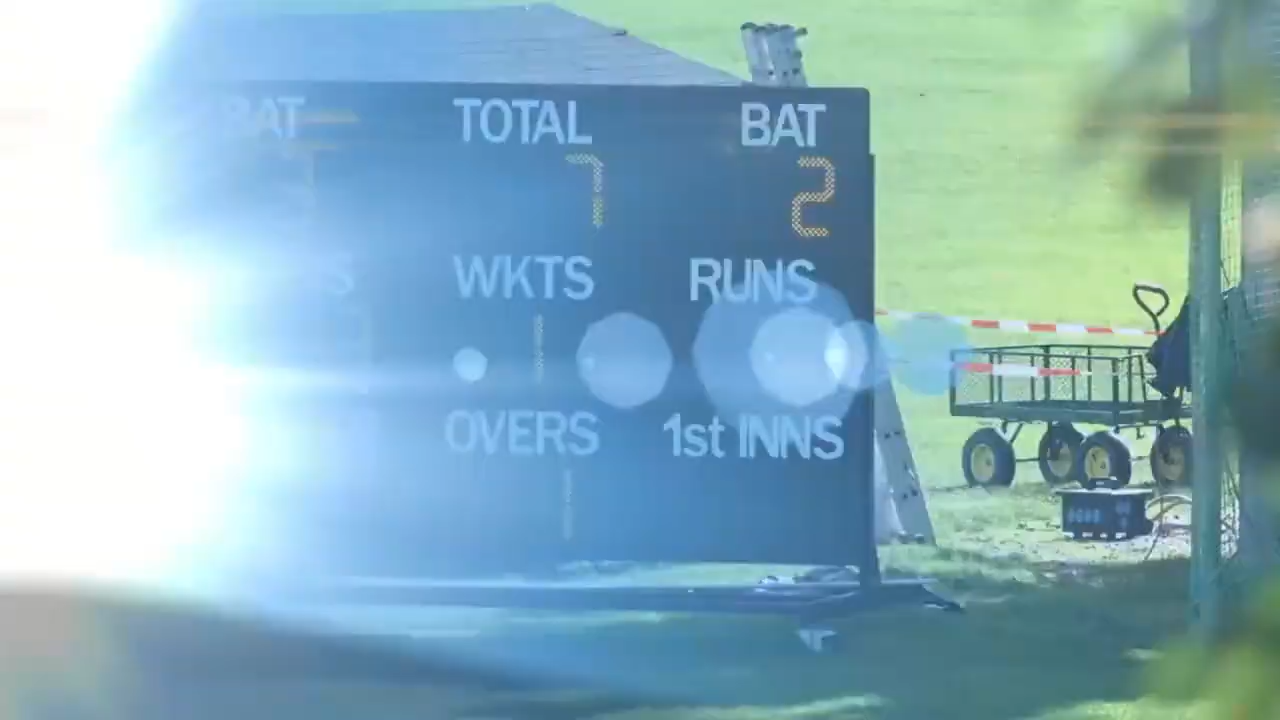 BAT TOTAL BAT
7 2
WKTS RUNS
1
OVERS 1st INNS
1